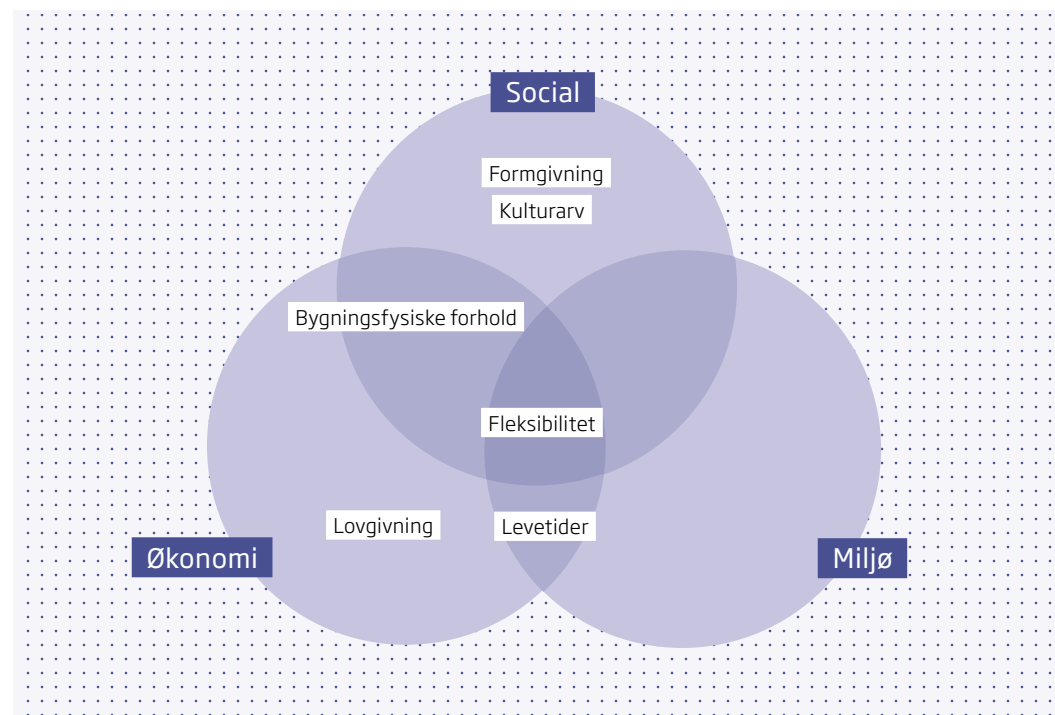 Social
Formgivning
Kulturarv
Bygningsfysiske forhold
Fleksibilitet
Lovgivning
Levetider
Økonomi
Miljø